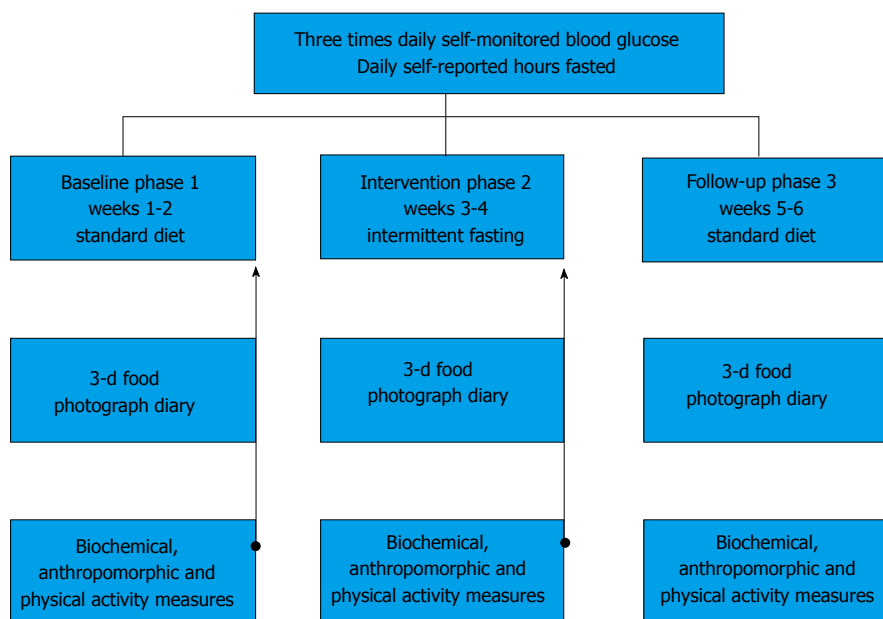 Three times daily self-monitored blood glucose
Daily self-reported hours fasted
Baseline phase 1
weeks 1-2
standard diet
Intervention phase 2
weeks 3-4
intermittent fasting
Follow-up phase 3
weeks 5-6
standard diet
3-d food
photograph diary
3-d food
photograph diary
3-d food
photograph diary
Biochemical,
anthropomorphic and
physical activity measures
Biochemical,
anthropomorphic and
physical activity measures
Biochemical,
anthropomorphic and
physical activity measures